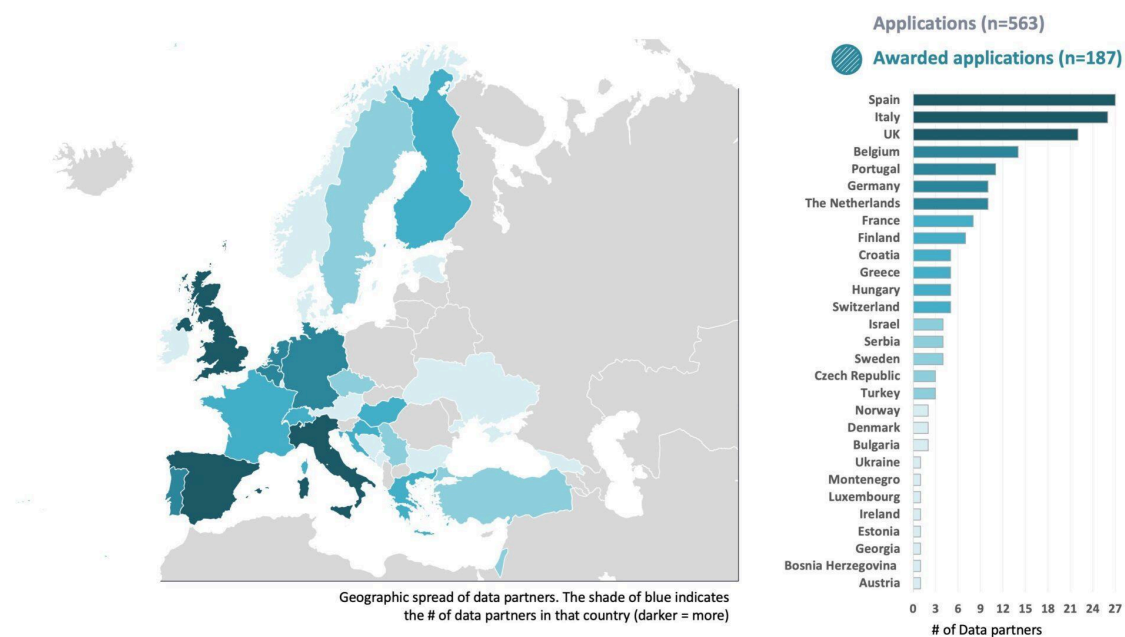 Applications (n=563)
Awarded applications (n=187)
Spain
Italy
UK
Belgium
Portugal
Germany
The Netherlands
France
Finland
Croatia
Greece
Hungary
Switzerland
Israel
Serbia
Sweden
Czech Republic
Turkey
Norway
Denmark
Bulgaria
Ukraine
Montenegro
Luxembourg
Ireland
Estonia
Georgia
Bosnia Herzegovina
Austria
0 3 6 9 12 15 18 21 24 27
# of Data partners
Geographic spread of data partners. The shade of blue indicates
the # of data partners in that country (darker = more)